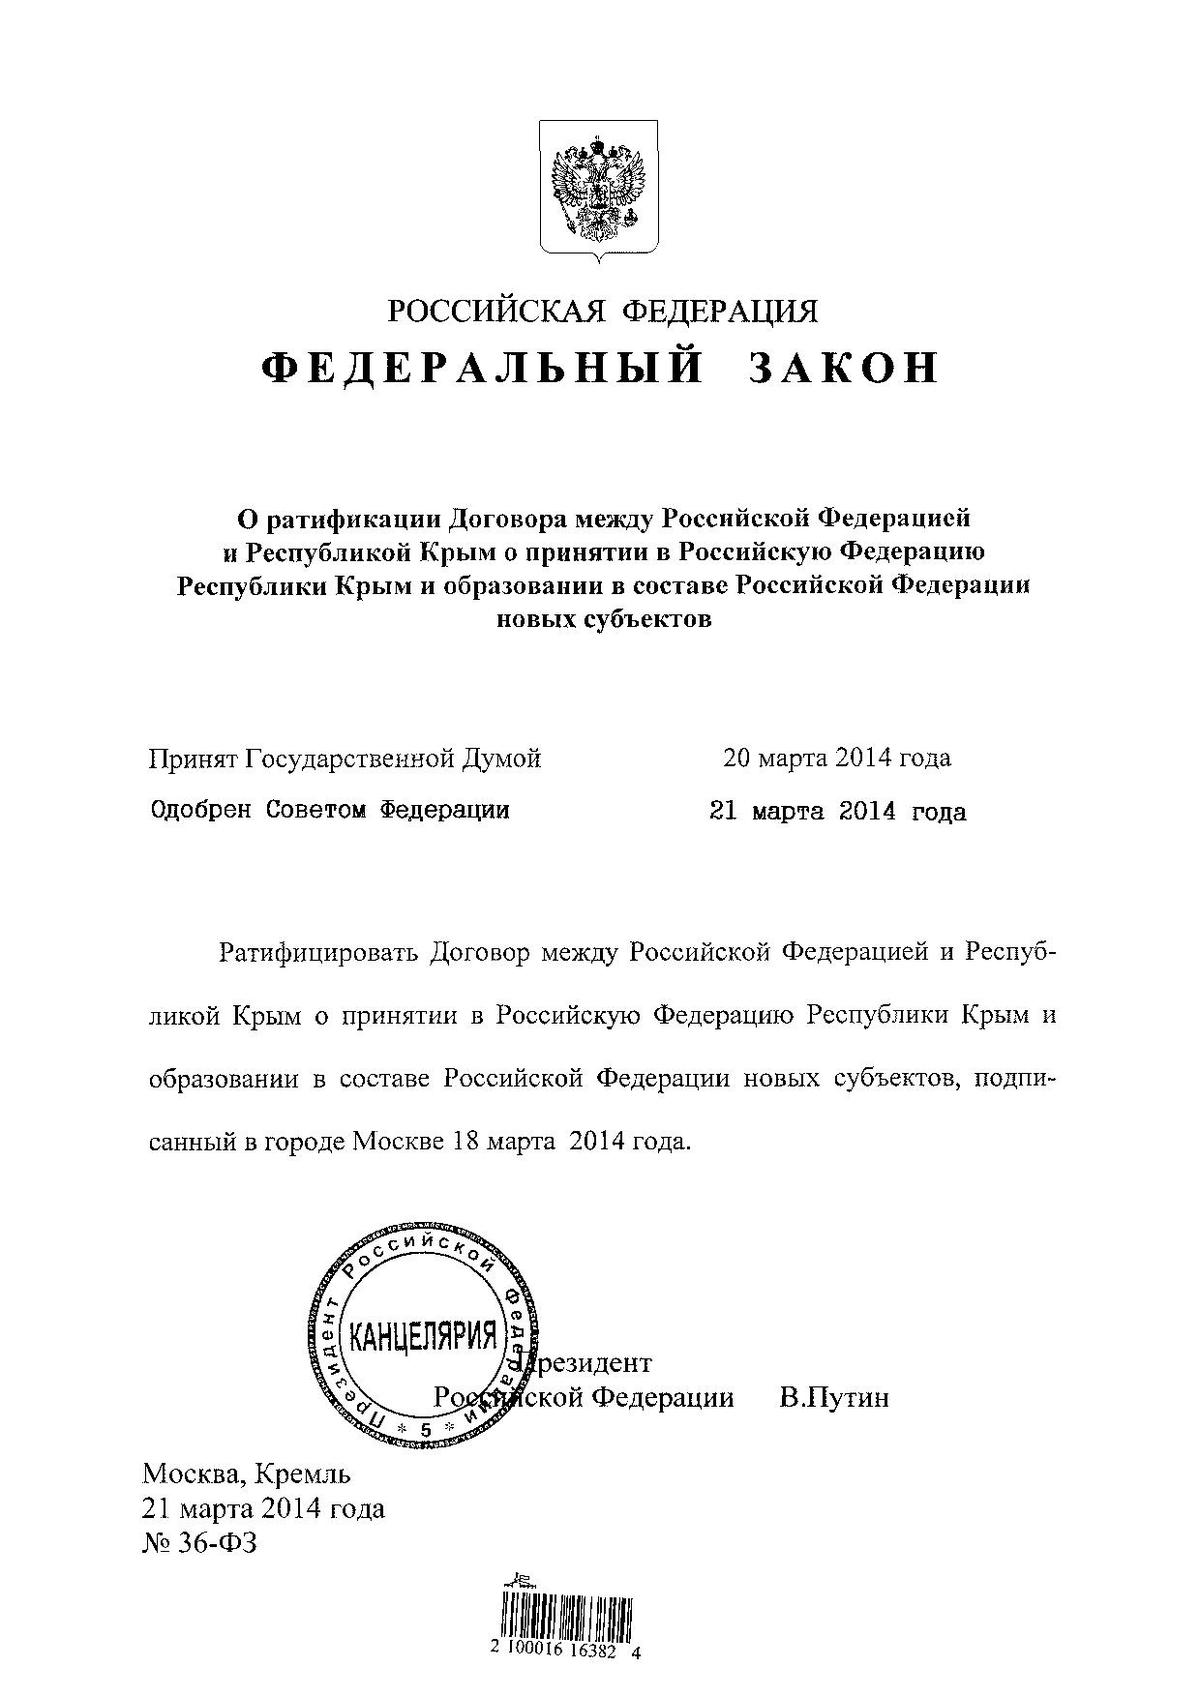 РОССИЙСКАЯ ФЕДЕРАЦИЯ
ФЕДЕРАЛЬНЫЙ ЗАКОН
О ратификации Договора между Российской Федерацией
и Республикой Крым о принятии в Российскую Федерацию
Республики Крым и образовании в составе Российской Федерации
новых субъектов
Принят Государственной Думой 20 марта 2014 года
Одобрен Советом Федерации 21 марта 2014 года
Ратифицировать Договор между Российской Федерацией и Респуб-
ликой Крым о принятии в Российскую Федерацию Республики Крым и
образовании в составе Российской Федерации новых субъектов, подпи-
санный в городе Москве 18 марта 2014 года.
Президент Российской Федерации
КАНЦЕЛЯРИЯ
* 5 *
Президент
Российской Федерации В.Путин
Москва, Кремль
21 марта 2014 года
№ 36-ФЗ
2 100016 16382 4